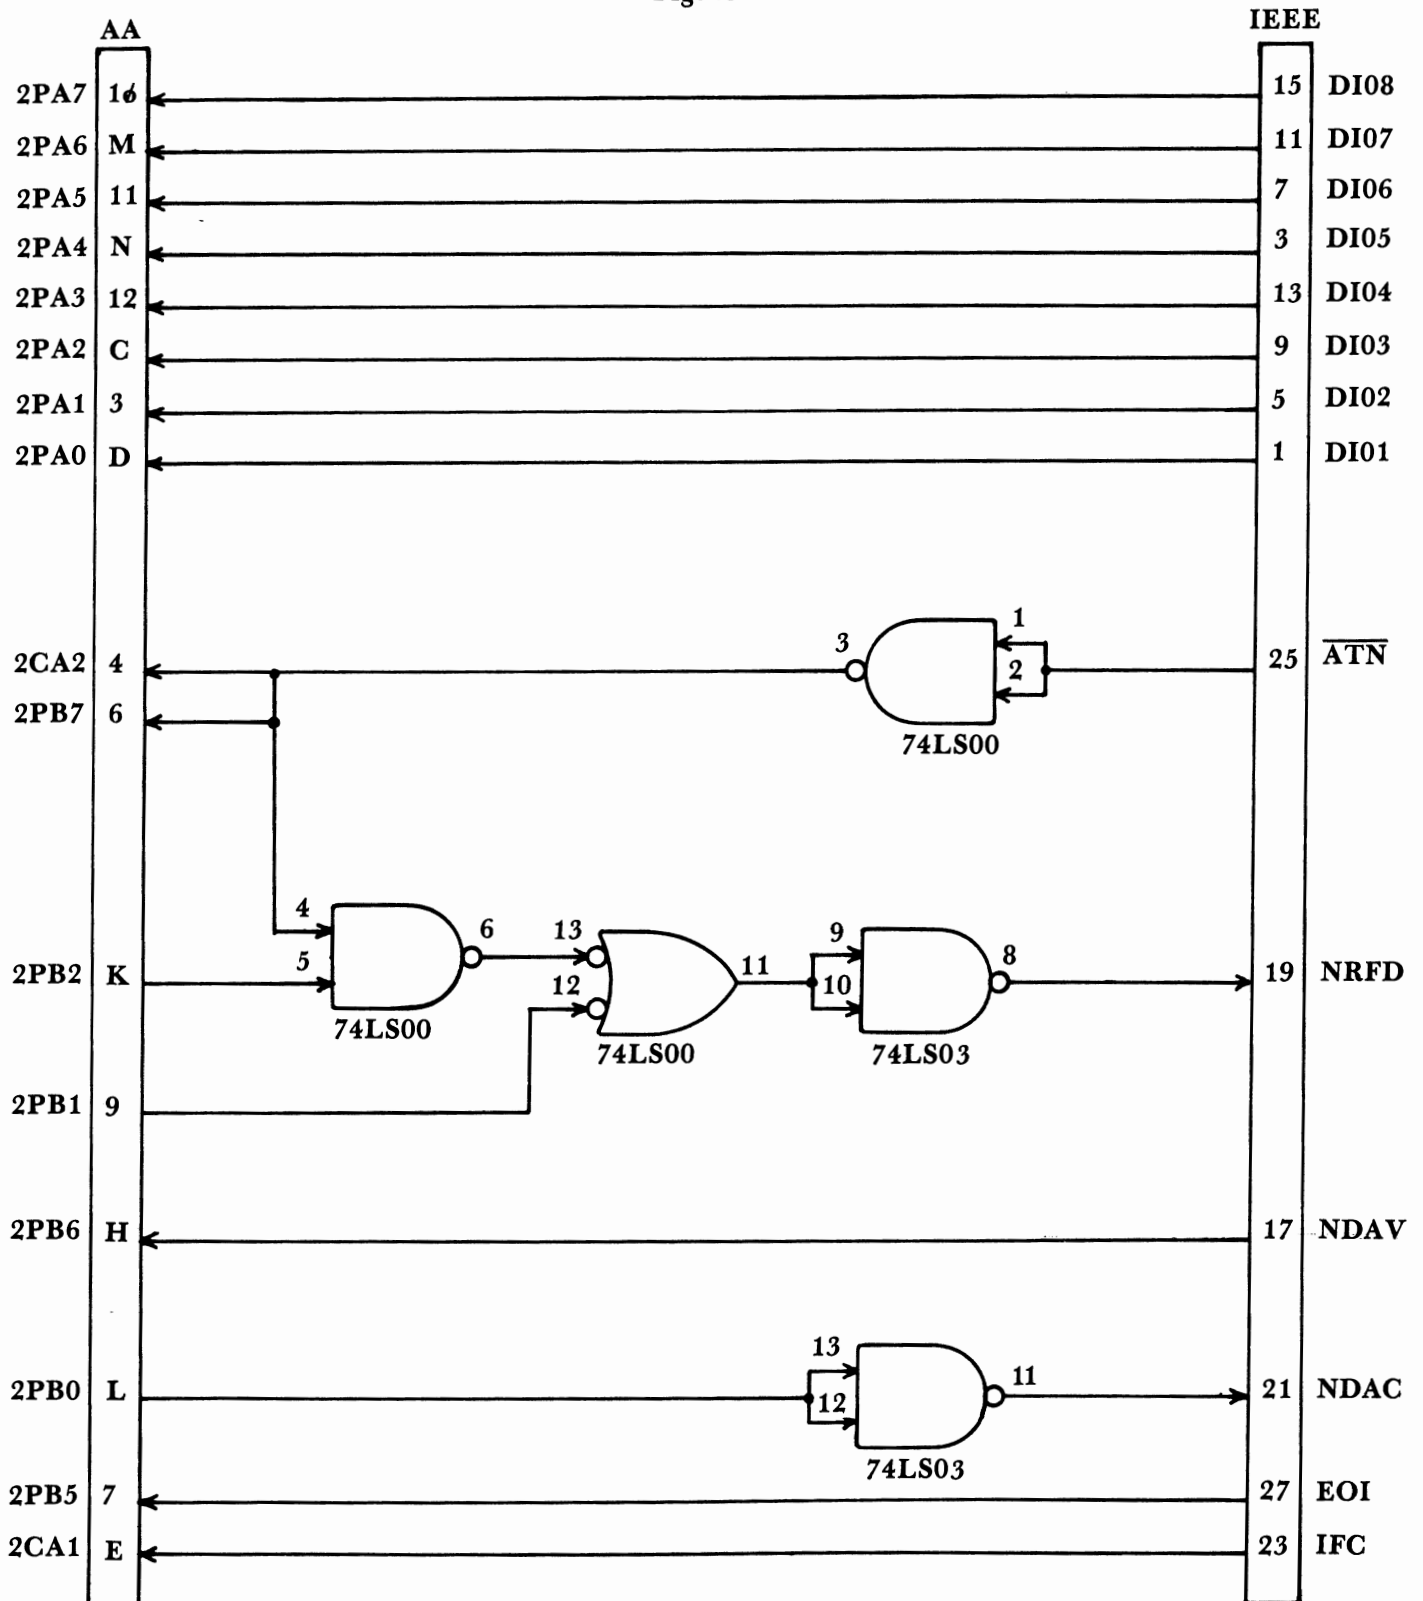 AA IEEE
2PA7 10 15 DI08
2PA6 M 11 DI07
2PA5 11 7 DI06
2PA4 N 3 DI05
2PA3 12 13 DI04
2PA2 C 9 DI03
2PA1 3 5 DI02
2PA0 D 1 DI01
3 1
2CA2 4 2 25 ATN
2PB7 6
74LS00
4 6 13 9 8
5 12 11 10
2PB2 K 19 NRFD
74LS00 74LS00 74LS03
2PB1 9
2PB6 H 17 NDAV
13 11
2PB0 L 12 21 NDAC
74LS03
2PB5 7 27 EOI
2CA1 E 23 IFC